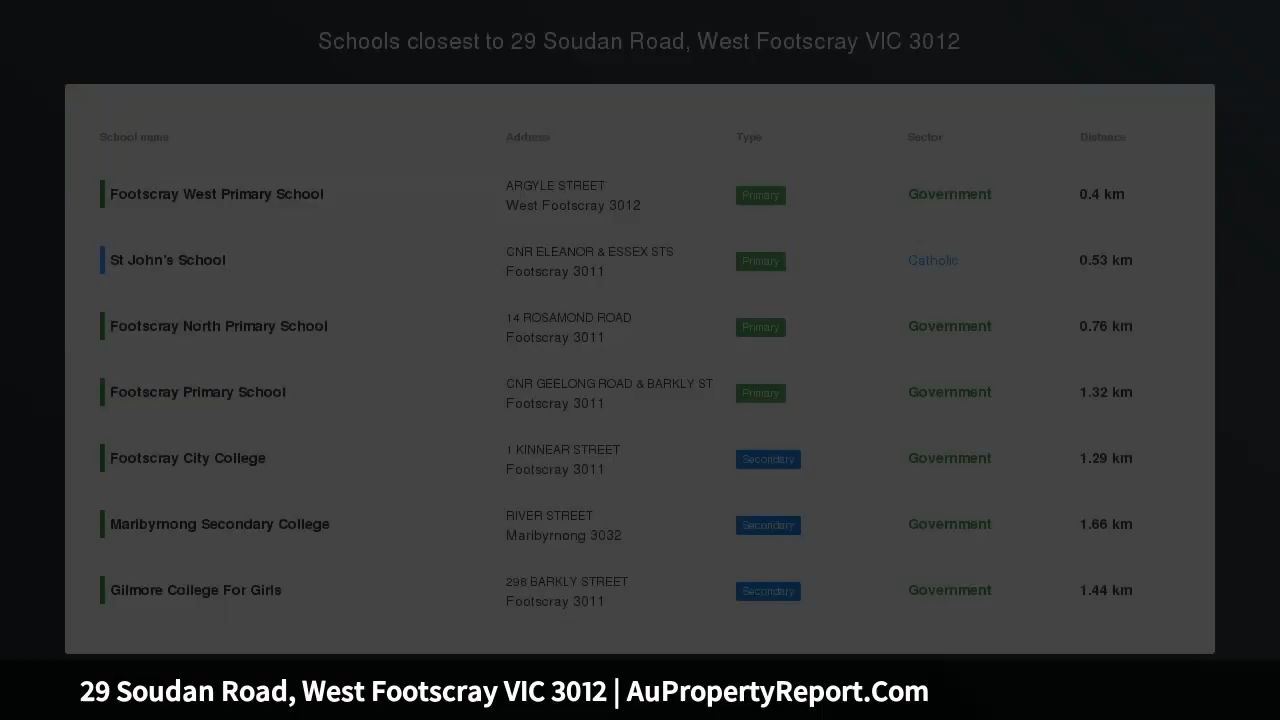 Schools closest to 29 Soudan Road, West Footscray VIC 3012
School name Address Type Sector Distance
Footscray West Primary School ARGYLE STREET West Footscray 3012 Primary Government 0.4 km
St John's School CNR ELEANOR & ESSEX STS Footscray 3011 Primary Catholic 0.53 km
Footscray North Primary School 14 ROSAMOND ROAD Footscray 3011 Primary Government 0.76 km
Footscray Primary School CNR GEELONG ROAD & BARKLY ST Footscray 3011 Primary Government 1.32 km
Footscray City College 1 KINNEAR STREET Footscray 3011 Secondary Government 1.29 km
Maribyrnong Secondary College RIVER STREET Maribyrnong 3032 Secondary Government 1.66 km
Gilmore College For Girls 298 BARKLY STREET Footscray 3011 Secondary Government 1.44 km
29 Soudan Road, West Footscray VIC 3012 | AuPropertyReport.Com